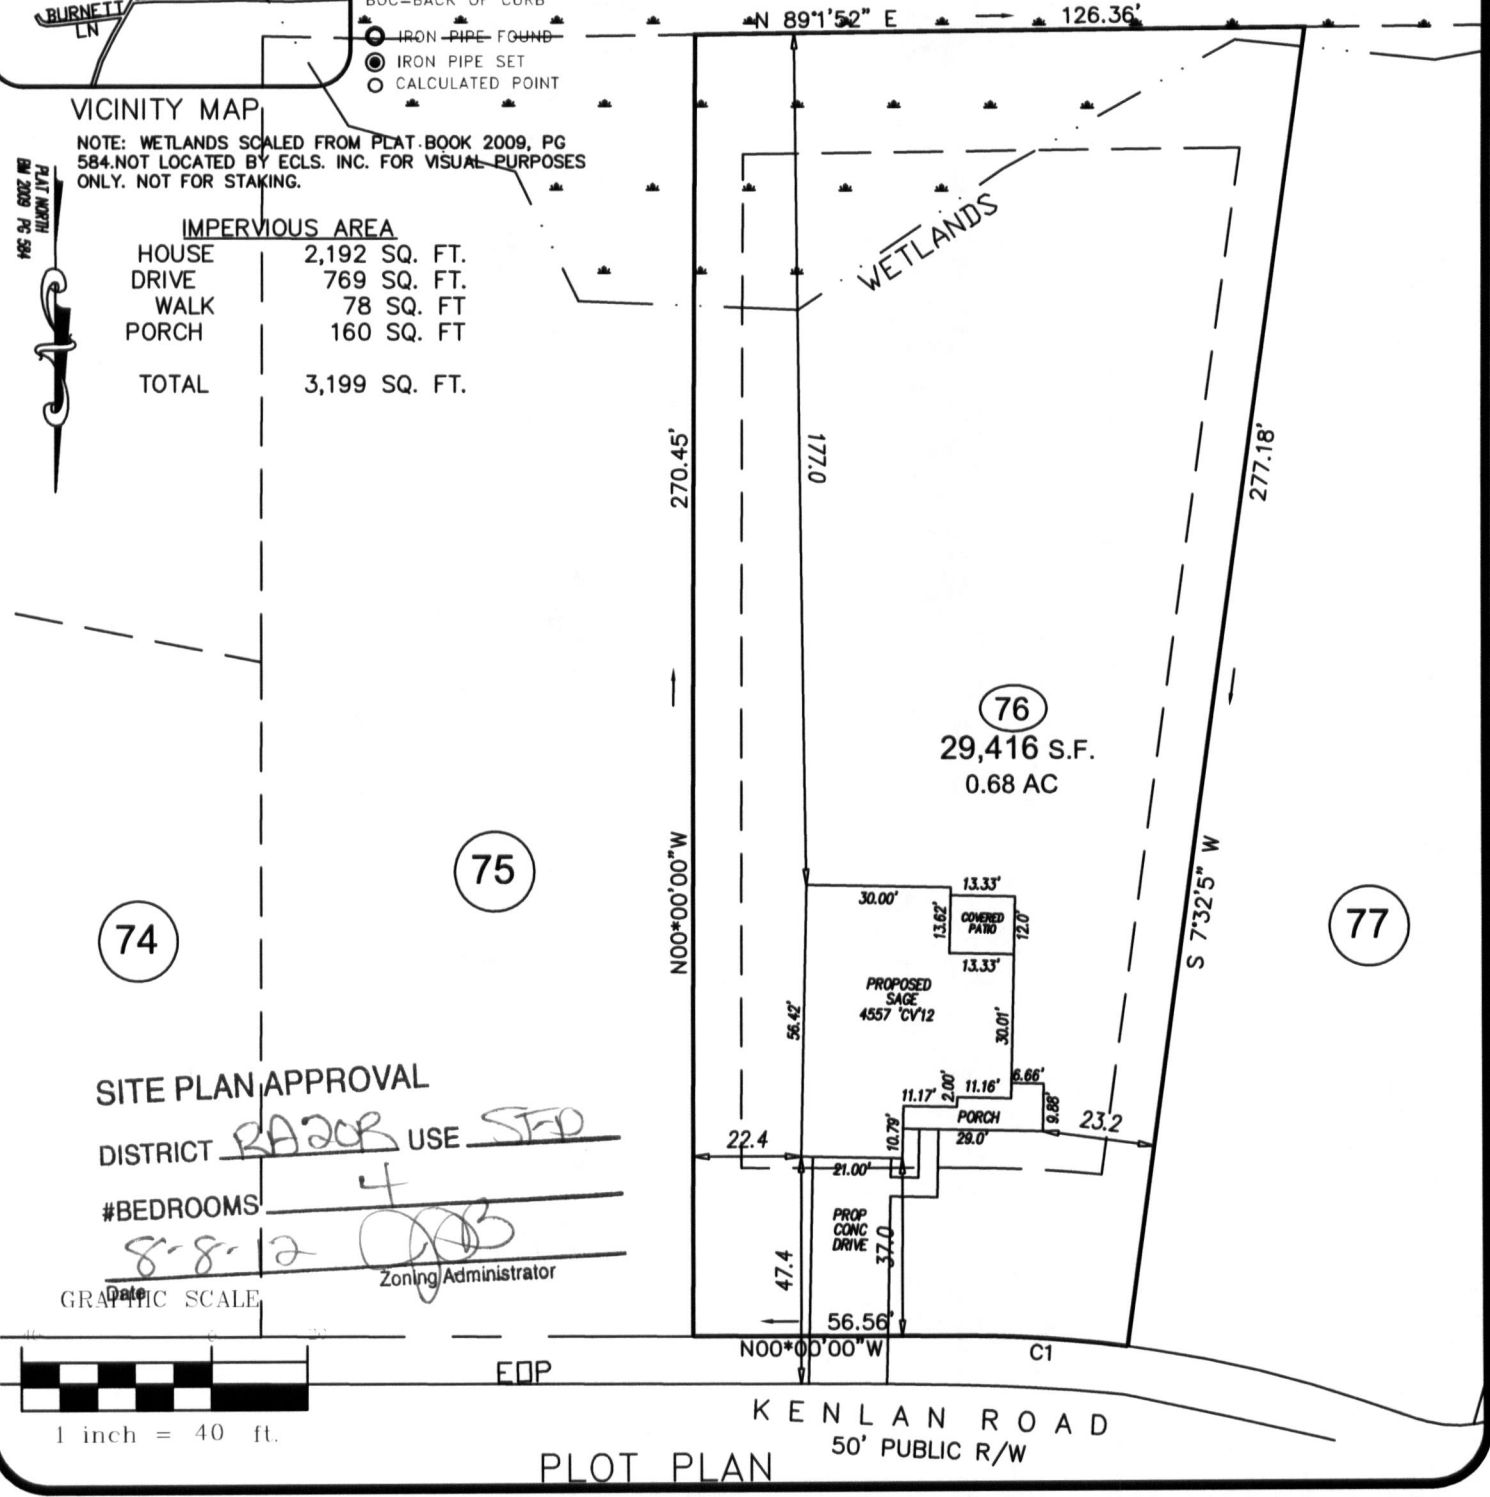 BURNETT
LN
BOC=BACK OF CURB
IRON PIPE FOUND
IRON PIPE SET
CALCULATED POINT
VICINITY MAP
NOTE: WETLANDS SCALED FROM PLAT BOOK 2009, PG
584.NOT LOCATED BY ECLS. INC. FOR VISUAL PURPOSES
ONLY. NOT FOR STAKING.
PLAT NORTH
BM 2009 PG 584
IMPERVIOUS AREA
HOUSE 2,192 SQ. FT.
DRIVE 769 SQ. FT.
WALK 78 SQ. FT
PORCH 160 SQ. FT
TOTAL 3,199 SQ. FT.
N 89°1'52" E 126.36'
WETLANDS
270.45'
177.0
277.18'
76
29,416 S.F.
0.68 AC
N00*00'00"W
S 7°32'5" W
75
74
77
30.00'
13.33'
13.62'
COVERED
PATIO
12.0'
13.33'
PROPOSED
SAGE
4557 'CV'12
56.42'
30.01'
6.66'
11.17'
2.00'
11.16'
9.88'
PORCH
10.79'
29.0'
23.2
22.4
21.00'
PROP
CONC
DRIVE
37.0
47.4
56.56'
N00*00'00"W
C1
SITE PLAN APPROVAL
DISTRICT RA20R USE SFD
#BEDROOMS 4
8-8-12
Date
Zoning Administrator
GRAPHIC SCALE
1 inch = 40 ft.
EOP
KENLAN ROAD
50' PUBLIC R/W
PLOT PLAN